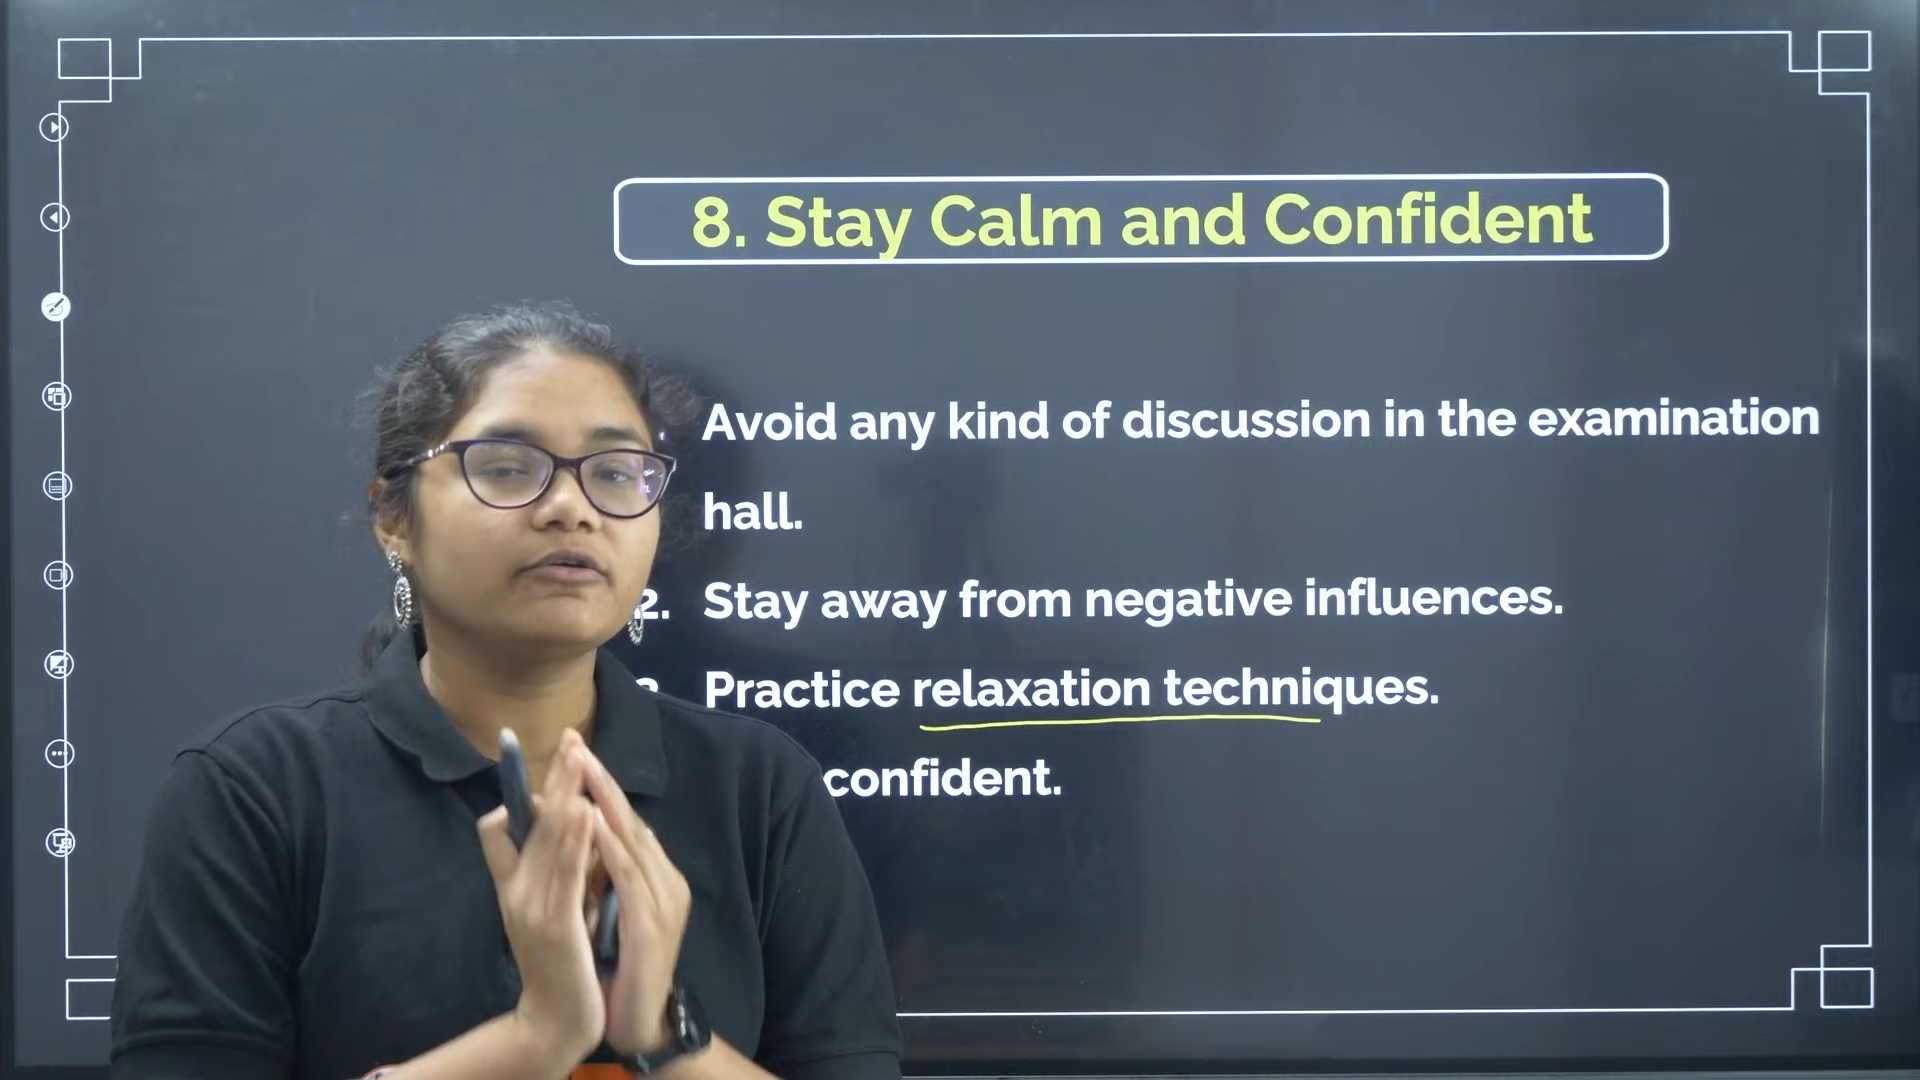 8. Stay Calm and Confident
Avoid any kind of discussion in the examination
hall.
2. Stay away from negative influences.
Practice relaxation techniques.
confident.